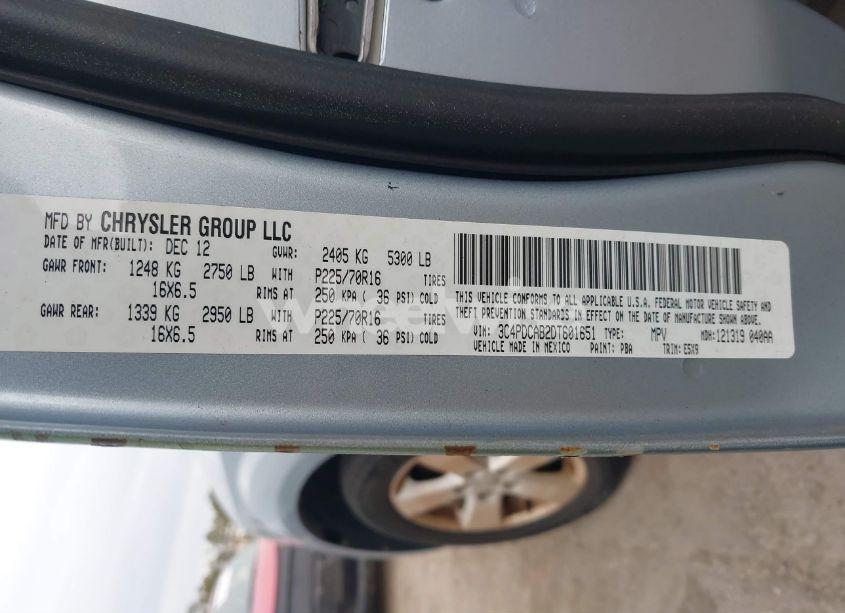 MFD BY CHRYSLER GROUP LLC
DATE OF MFR(BUILT): DEC 12 GVWR: 2405 KG 5300 LB
GAWR FRONT: 1248 KG 2750 LB WITH P225/70R16 TIRES
16X6.5 RIMS AT 250 KPA ( 36 PSI) COLD
GAWR REAR: 1339 KG 2950 LB WITH P225/70R16 TIRES
16X6.5 RIMS AT 250 KPA ( 36 PSI) COLD
THIS VEHICLE CONFORMS TO ALL APPLICABLE U.S.A. FEDERAL MOTOR VEHICLE SAFETY AND
THEFT PREVENTION STANDARDS IN EFFECT ON THE DATE OF MANUFACTURE SHOWN ABOVE.
VIN: 3C4PDCAB2DT601651 TYPE: MPV MDH: 121319 040AA
VEHICLE MADE IN MEXICO PAINT: PBA TRIM: E5X9